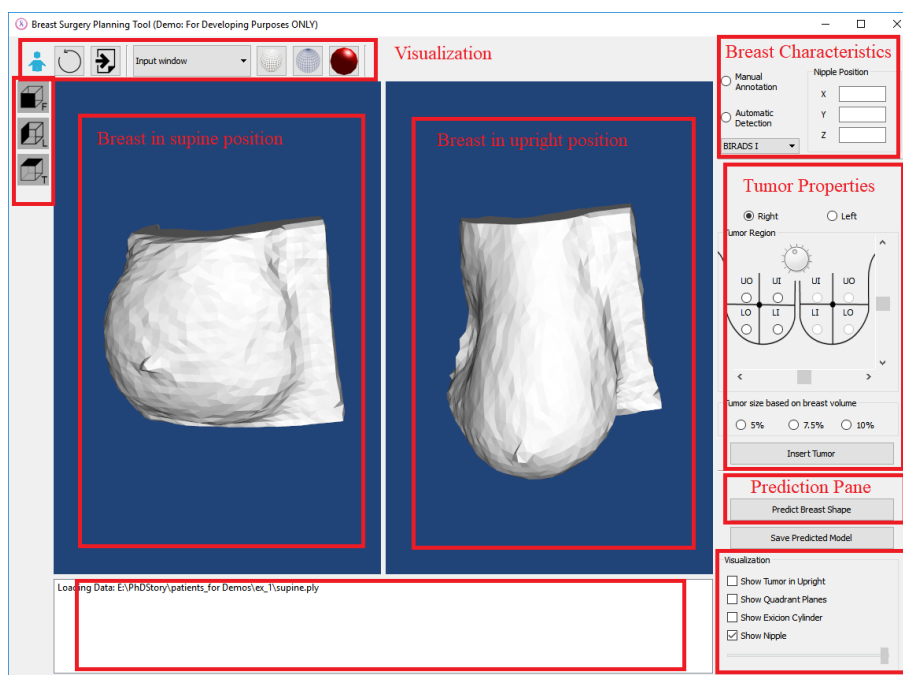 Breast Surgery Planning Tool (Demo: For Developing Purposes ONLY)
Input window
Visualization
Breast Characteristics
Manual
Annotation
Automatic
Detection
BIRADS I
Nipple Position
X
Y
Z
F
L
T
Breast in supine position
Breast in upright position
Tumor Properties
Right
Left
Tumor Region
UO UI UI UO
LO LI LI LO
Tumor size based on breast volume
5% 7.5% 10%
Insert Tumor
Prediction Pane
Predict Breast Shape
Save Predicted Model
Visualization
Show Tumor in Upright
Show Quadrant Planes
Show Exicion Cylinder
Show Nipple
Loading Data: E:\PhDStory\patients_for Demos\ex_1\supine.ply